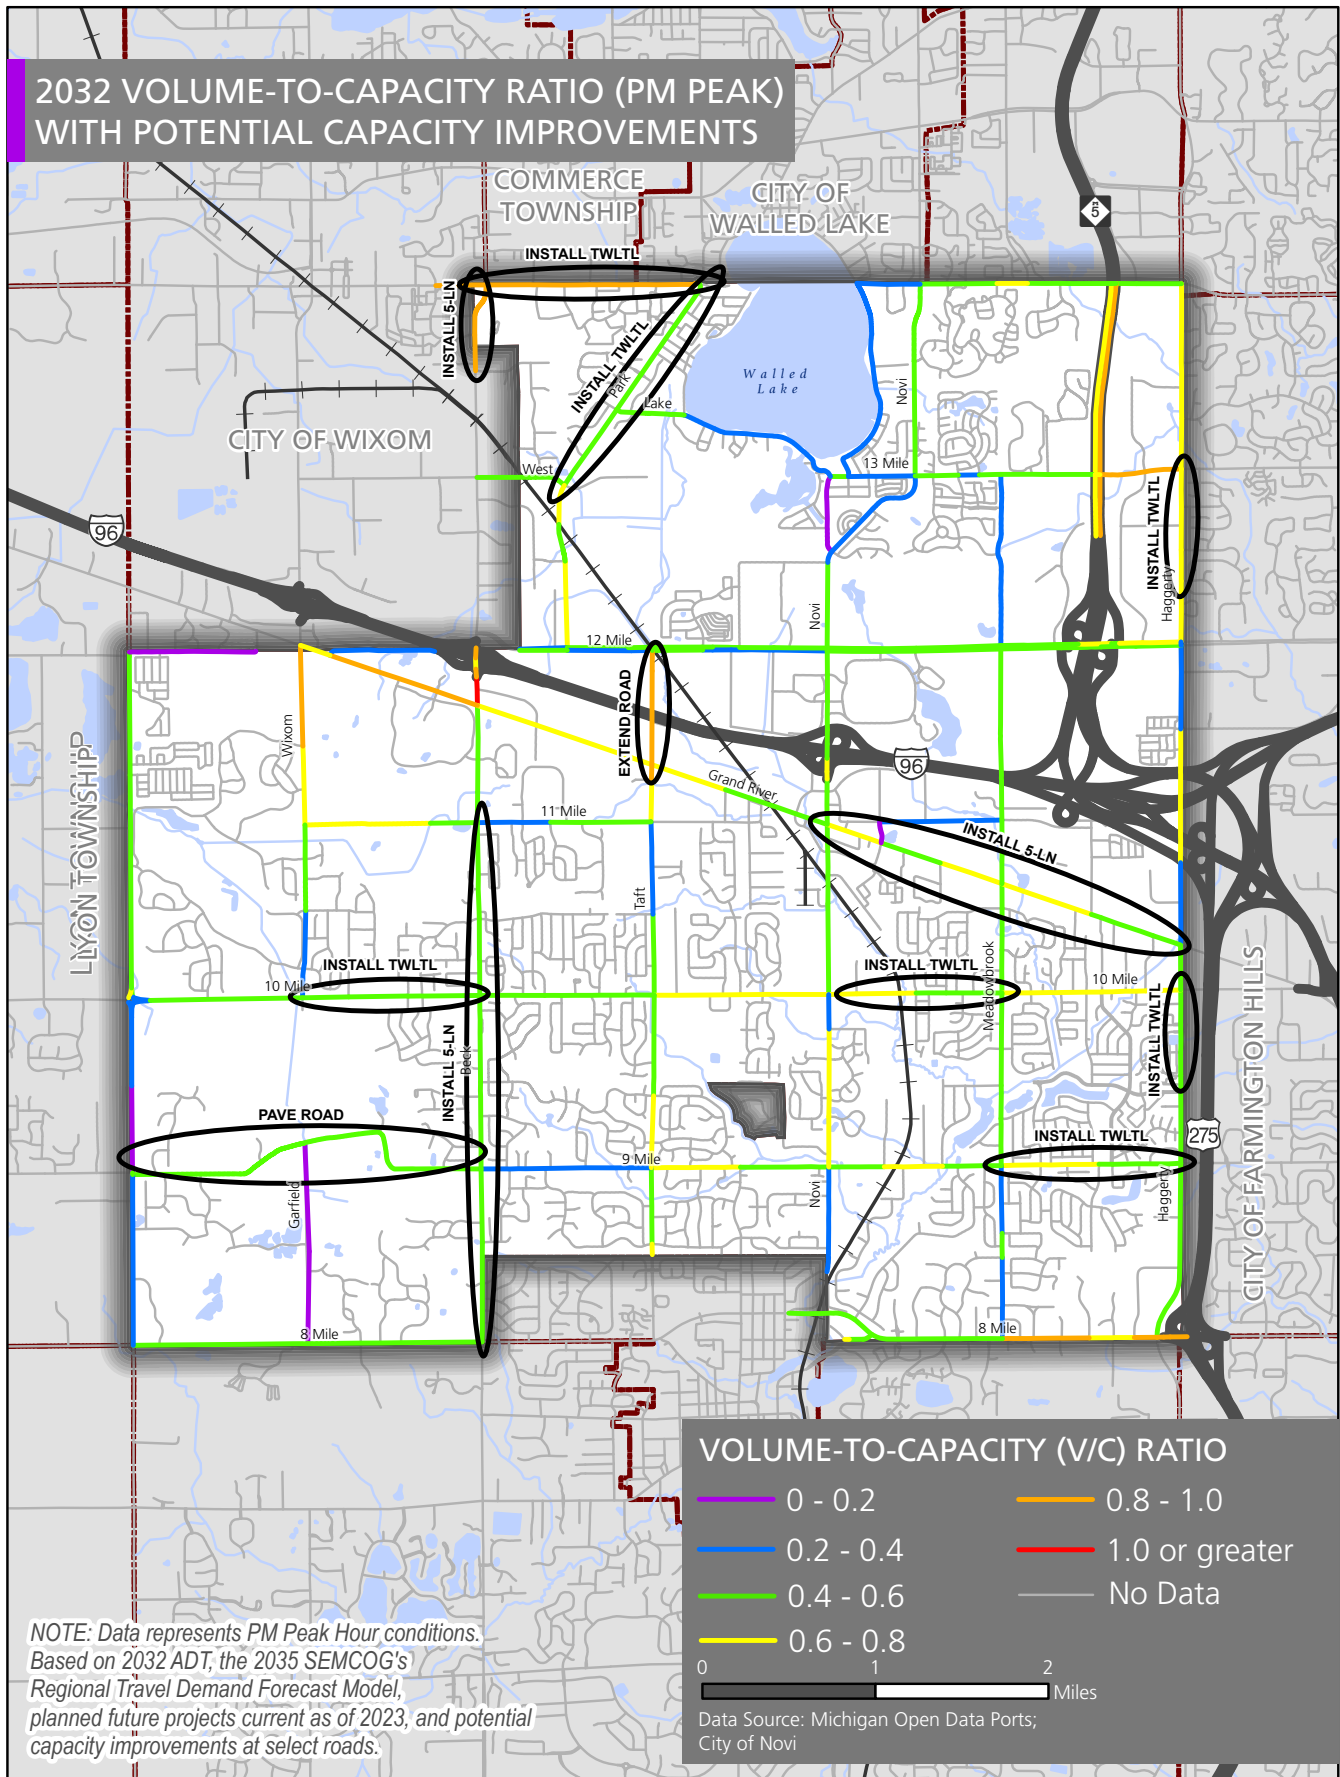 2032 VOLUME-TO-CAPACITY RATIO (PM PEAK)
WITH POTENTIAL CAPACITY IMPROVEMENTS
COMMERCE
TOWNSHIP
CITY OF
WALLED LAKE
M
5
INSTALL TWLTL
INSTALL 5-LN
INSTALL TWLTL
Park
Lake
Walled
Lake
Novi
CITY OF WIXOM
West
13 Mile
INSTALL TWLTL
Haggerty
96
12 Mile
Novi
EXTEND ROAD
Wixom
LYON TOWNSHIP
96
Grand River
11 Mile
INSTALL 5-LN
Taft
INSTALL TWLTL
10 Mile
INSTALL TWLTL
Meadowbrook
10 Mile
INSTALL TWLTL
CITY OF FARMINGTON HILLS
INSTALL 5-LN
Beck
PAVE ROAD
275
INSTALL TWLTL
9 Mile
Garfield
Novi
Haggerty
8 Mile
8 Mile
VOLUME-TO-CAPACITY (V/C) RATIO
0 - 0.2
0.2 - 0.4
0.4 - 0.6
0.6 - 0.8
0.8 - 1.0
1.0 or greater
No Data
0 1 2
Miles
Data Source: Michigan Open Data Ports;
City of Novi
NOTE: Data represents PM Peak Hour conditions.
Based on 2032 ADT, the 2035 SEMCOG's
Regional Travel Demand Forecast Model,
planned future projects current as of 2023, and potential
capacity improvements at select roads.